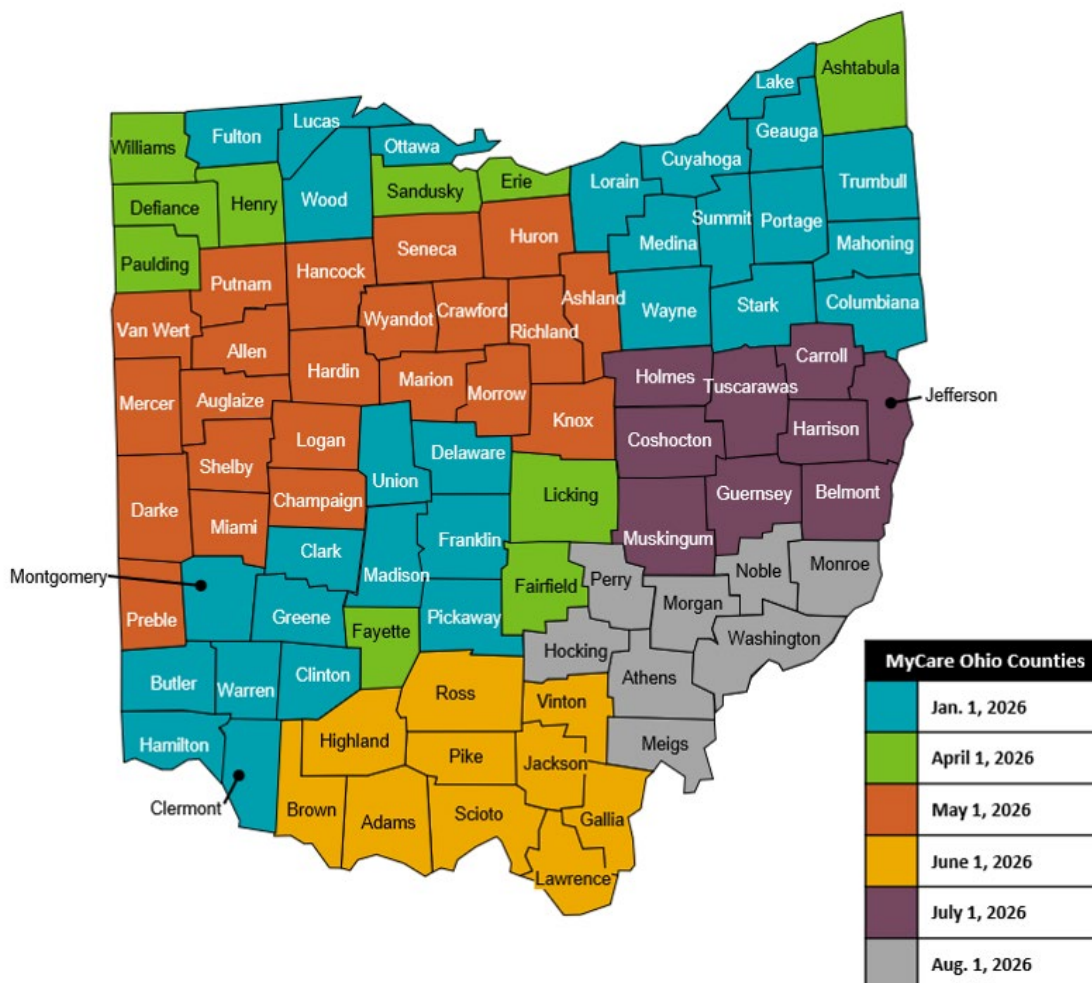 Ashtabula
Lake
Geauga
Lucas
Fulton
Williams
Ottawa
Cuyahoga
Sandusky
Erie
Lorain
Trumbull
Defiance
Henry
Wood
Summit
Portage
Medina
Mahoning
Seneca
Huron
Paulding
Putnam
Hancock
Ashland
Wayne
Stark
Columbiana
Van Wert
Wyandot
Crawford
Richland
Allen
Carroll
Hardin
Marion
Morrow
Holmes
Tuscarawas
Mercer
Auglaize
Jefferson
Knox
Logan
Coshocton
Harrison
Delaware
Shelby
Union
Licking
Guernsey
Belmont
Darke
Champaign
Miami
Franklin
Muskingum
Clark
Montgomery
Madison
Fairfield
Perry
Noble
Monroe
Morgan
Preble
Greene
Pickaway
Fayette
Washington
Hocking
Butler
Warren
Clinton
Athens
MyCare Ohio Counties
Ross
Vinton
Jan. 1, 2026
Hamilton
Highland
Pike
Jackson
Meigs
April 1, 2026
Clermont
Brown
Adams
Scioto
Gallia
May 1, 2026
Lawrence
June 1, 2026
July 1, 2026
Aug. 1, 2026